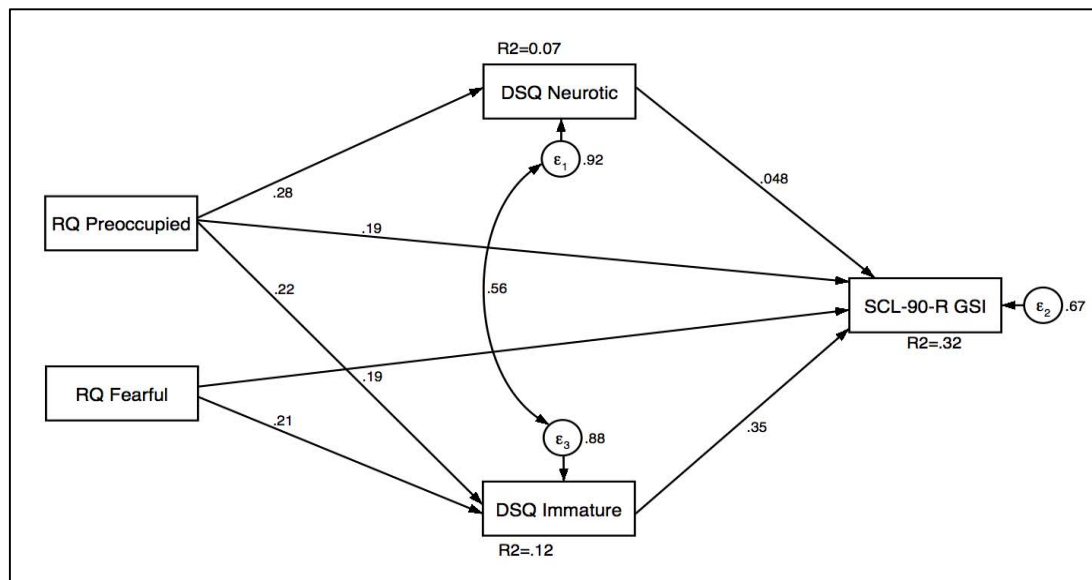 R2=0.07
DSQ Neurotic
ε1
.92
.28
.048
RQ Preoccupied
.19
.22
.56
SCL-90-R GSI
ε2
.67
R2=.32
RQ Fearful
.19
.21
.35
ε3
.88
DSQ Immature
R2=.12